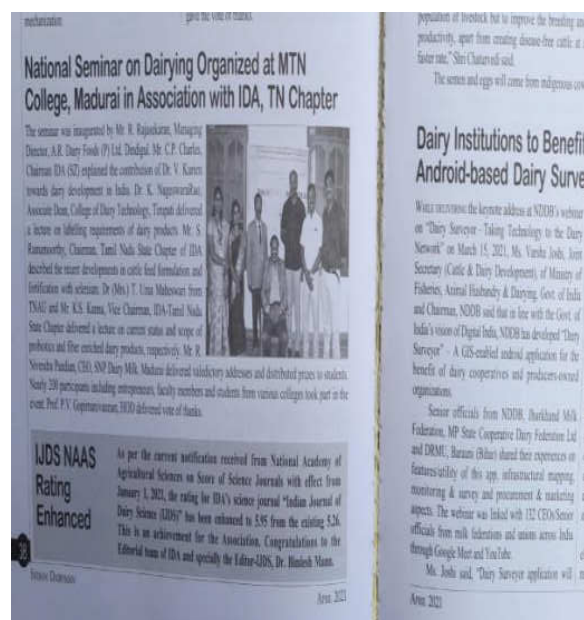 mechanization.
gave the vote of thanks.
National Seminar on Dairying Organized at MTN
College, Madurai in Association with IDA, TN Chapter
The seminar was inaugurated by Mr. R. Rajasekaran, Managing
Director, A.R. Dairy Foods (P) Ltd. Dindigul. Mr. C.P. Charles,
Chairman IDA (SZ) explained the contribution of Dr. V. Kurien
towards dairy development in India. Dr. K. NageswaraRao,
Associate Dean, College of Dairy Technology, Tirupati delivered
a lecture on labelling requirements of dairy products. Mr. S.
Ramamoorthy, Chairman, Tamil Nadu State Chapter of IDA
described the recent developments in cattle feed formulation and
fortification with selenium. Dr (Mrs.) T. Uma Maheswari from
TNAU and Mr. K.S. Kanna, Vice Chairman, IDA-Tamil Nadu
State Chapter delivered a lecture on current status and scope of
probiotics and fiber enriched dairy products, respectively. Mr. R.
Nivendra Pandian, CEO, SNP Dairy Milk, Madurai delivered valedictory addresses and distributed prizes to students.
Nearly 200 participants including entrepreneurs, faculty members and students from various colleges took part in the
event. Prof. P.V. HOD delivered vote of thanks.
IJDS NAAS
Rating
Enhanced
As per the current notification received from National Academy of
Agricultural Sciences on Score of Science Journals with effect from
January 1, 2021, the rating for IDA's science journal "Indian Journal of
Dairy Science (IJDS)" has been enhanced to 5.95 from the existing 5.26.
This is an achievement for the Association. Congratulations to the
Editorial team of IDA and specially the Editor-IJDS, Dr. Bimlesh Mann.
38
Indian Dairyman
April 2021
population of livestock but to improve the breeding and
productivity, apart from creating disease-free cattle at
faster rate," Shri Chaturvedi said.
The semen and eggs will come from indigenous cow
Dairy Institutions to Benefit
Android-based Dairy Surve
While delivering the keynote address at NDDB's webinar
on "Dairy Surveyor - Taking Technology to the Dairy
Network" on March 15, 2021, Ms. Varsha Joshi, Joint
Secretary (Cattle & Dairy Development), of Ministry of
Fisheries, Animal Husbandry & Dairying, Govt. of India
and Chairman, NDDB said that in line with the Govt. of
India's vision of Digital India, NDDB has developed "Dairy
Surveyor" - A GIS-enabled android application for the
benefit of dairy cooperatives and producers-owned
organizations.
Senior officials from NDDB, Jharkhand Milk
Federation, MP State Cooperative Dairy Federation Ltd
and DRMU, Barauni (Bihar) shared their experiences on
features/utility of this app, infrastructural mapping,
monitoring & survey and procurement & marketing
aspects. The webinar was linked with 132 CEOs/Senior
officials from milk federations and unions across India
through Google Meet and YouTube.
Ms. Joshi said, "Dairy Surveyor application will
April 2021